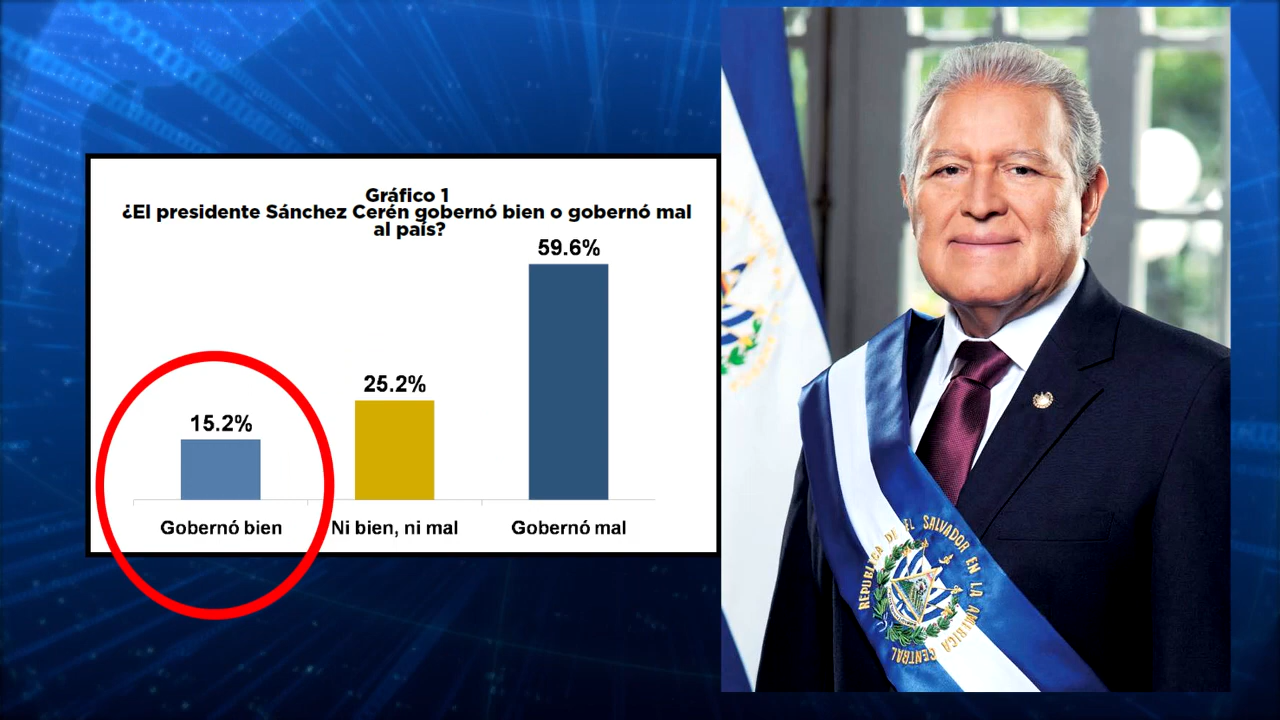 Gráfico 1
¿El presidente Sánchez Cerén gobernó bien o gobernó mal
al país?
59.6%
25.2%
15.2%
Gobernó bien
Ni bien, ni mal
Gobernó mal
REPUBLICA DE EL SALVADOR EN LA AMERICA CENTRAL